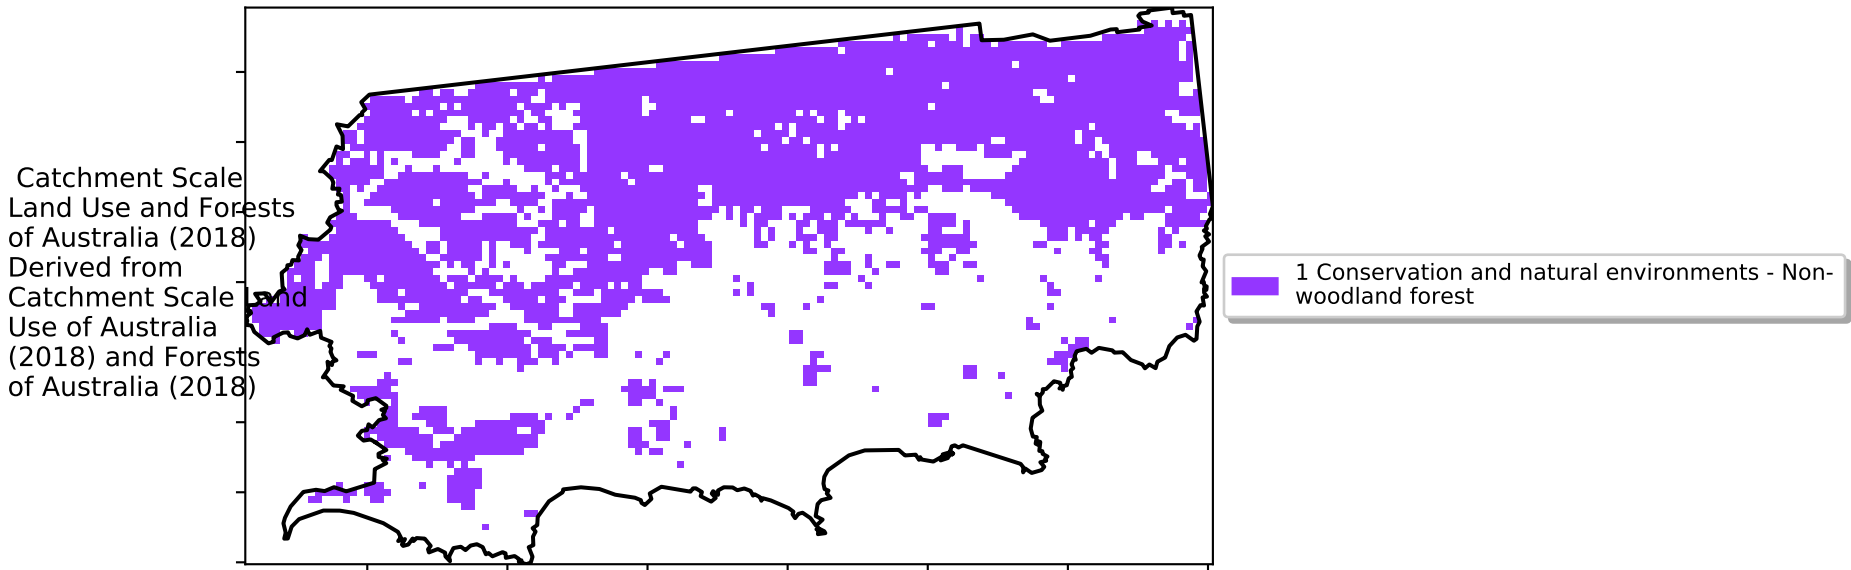 Catchment Scale
Land Use and Forests
of Australia (2018)
Derived from
Catchment Scale Land
Use of Australia
(2018) and Forests
of Australia (2018)
1 Conservation and natural environments - Non-
woodland forest